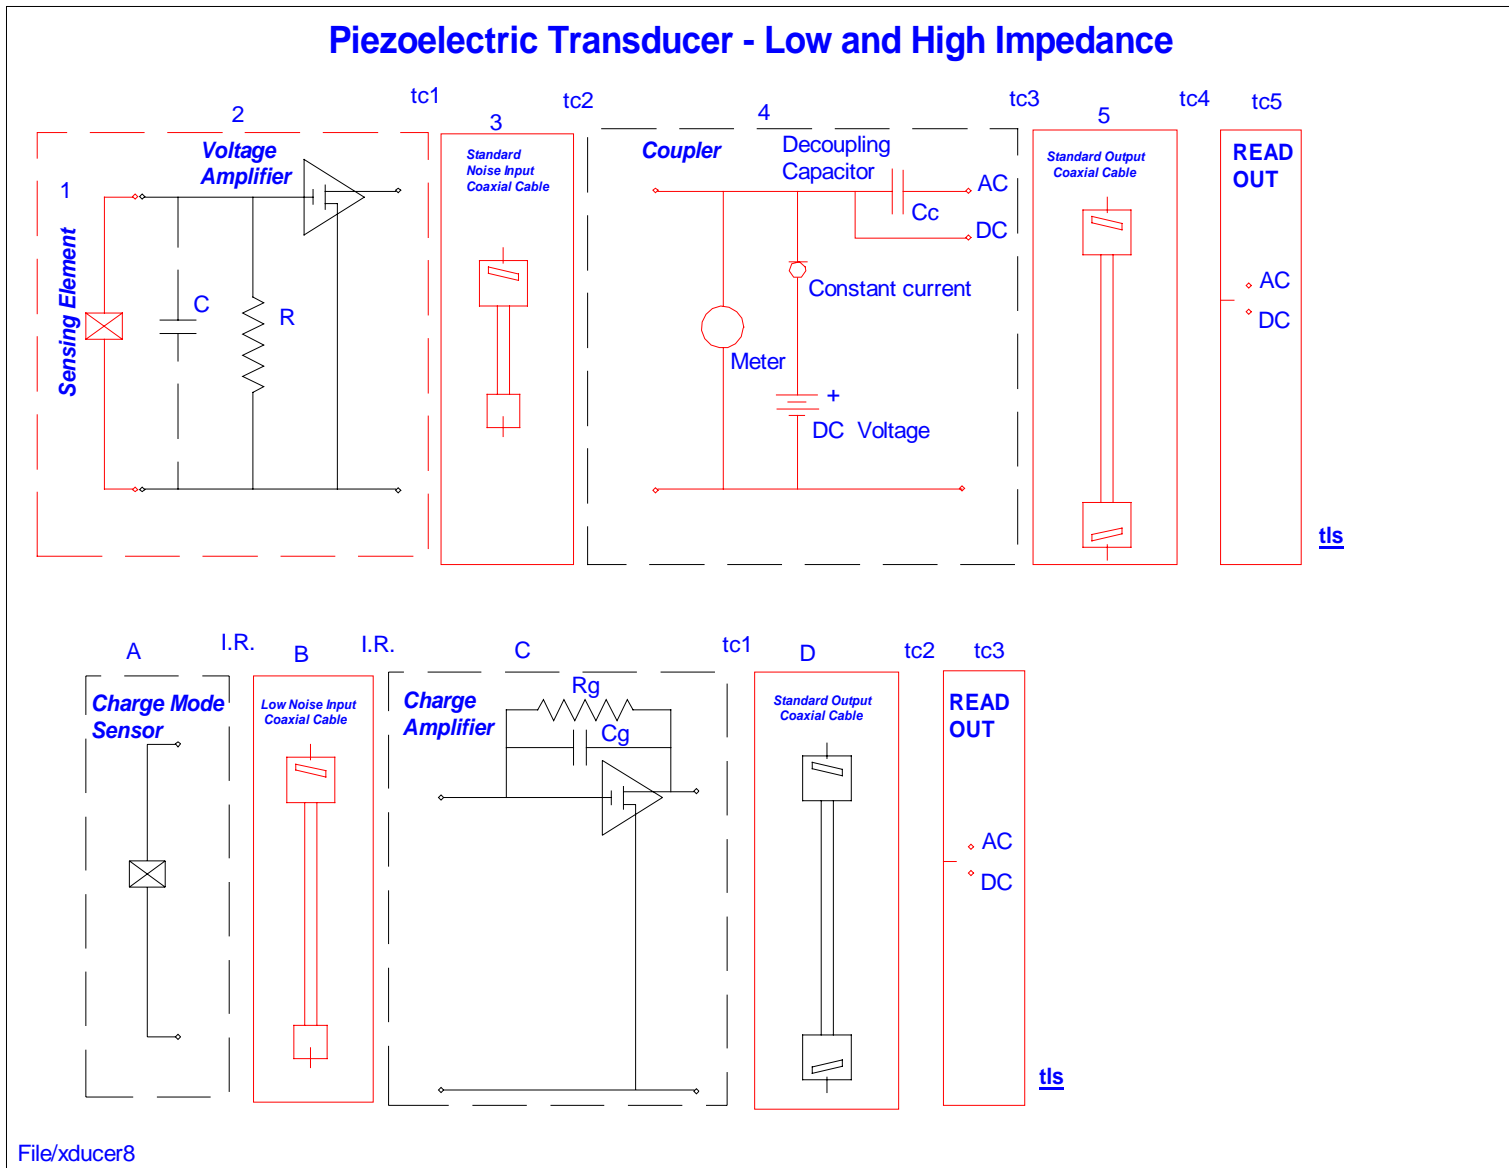 Piezoelectric Transducer - Low and High Impedance
tc1
tc2
tc3
tc4
tc5
2
3
4
5
Voltage
Amplifier
1
Sensing Element
C
R
Standard
Noise Input
Coaxial Cable
Coupler
Decoupling
Capacitor
Cc
AC
DC
Constant current
Meter
+
DC Voltage
Standard Output
Coaxial Cable
READ
OUT
AC
DC
tls
A
I.R.
B
I.R.
C
tc1
D
tc2
tc3
Charge Mode
Sensor
Low Noise Input
Coaxial Cable
Charge
Amplifier
Rg
Cg
Standard Output
Coaxial Cable
READ
OUT
AC
DC
tls
File/xducer8